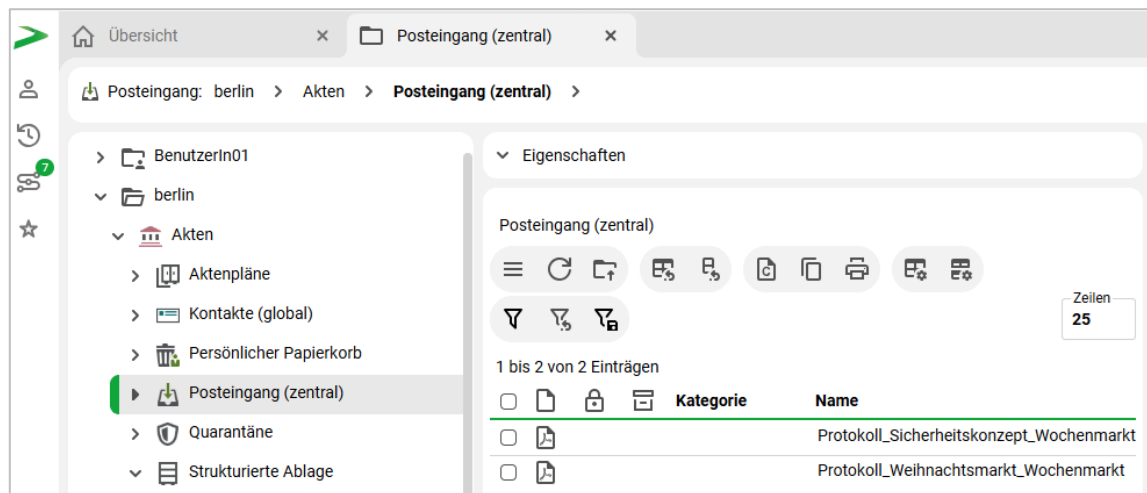 Übersicht
Posteingang (zentral)
Posteingang: berlin > Akten > Posteingang (zentral) >
7
BenutzerIn01
berlin
Akten
Aktenpläne
Kontakte (global)
Persönlicher Papierkorb
Posteingang (zentral)
Quarantäne
Strukturierte Ablage
Eigenschaften
Posteingang (zentral)
Zeilen
25
1 bis 2 von 2 Einträgen
Kategorie Name
Protokoll_Sicherheitskonzept_Wochenmarkt
Protokoll_Weihnachtsmarkt_Wochenmarkt